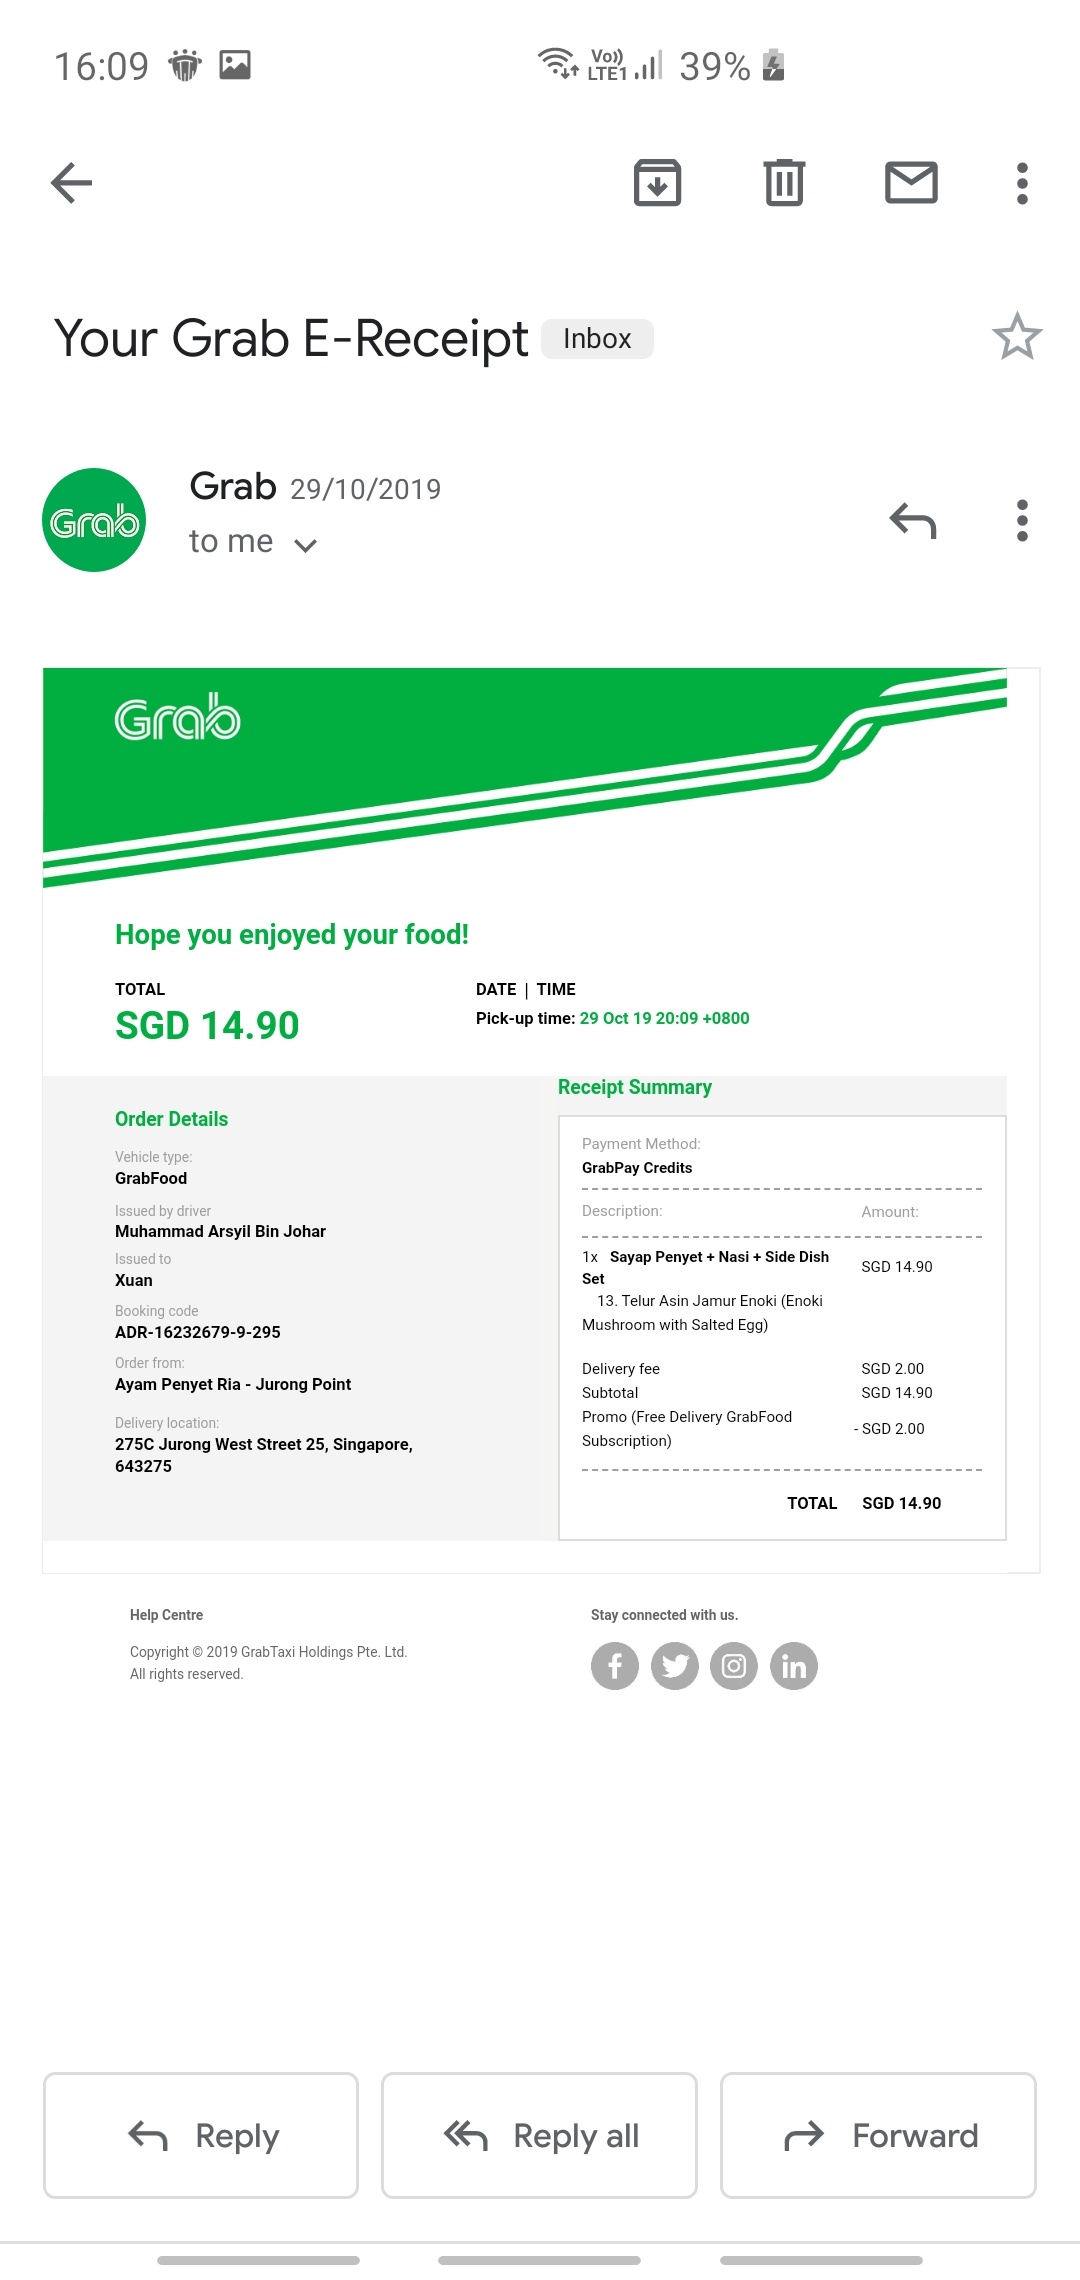 16:09
Vo))
LTE1
39%
Your Grab E-Receipt Inbox
Grab
Grab 29/10/2019
to me
Grab
Hope you enjoyed your food!
TOTAL
SGD 14.90
DATE | TIME
Pick-up time: 29 Oct 19 20:09 +0800
Order Details
Vehicle type:
GrabFood
Issued by driver
Muhammad Arsyil Bin Johar
Issued to
Xuan
Booking code
ADR-16232679-9-295
Order from:
Ayam Penyet Ria - Jurong Point
Delivery location:
275C Jurong West Street 25, Singapore,
643275
Receipt Summary
Payment Method:
GrabPay Credits
Description: Amount:
1x Sayap Penyet + Nasi + Side Dish
Set
SGD 14.90
13. Telur Asin Jamur Enoki (Enoki
Mushroom with Salted Egg)
Delivery fee SGD 2.00
Subtotal SGD 14.90
Promo (Free Delivery GrabFood
Subscription)
- SGD 2.00
TOTAL SGD 14.90
Help Centre
Copyright © 2019 GrabTaxi Holdings Pte. Ltd.
All rights reserved.
Stay connected with us.
f
in
Reply
Reply all
Forward